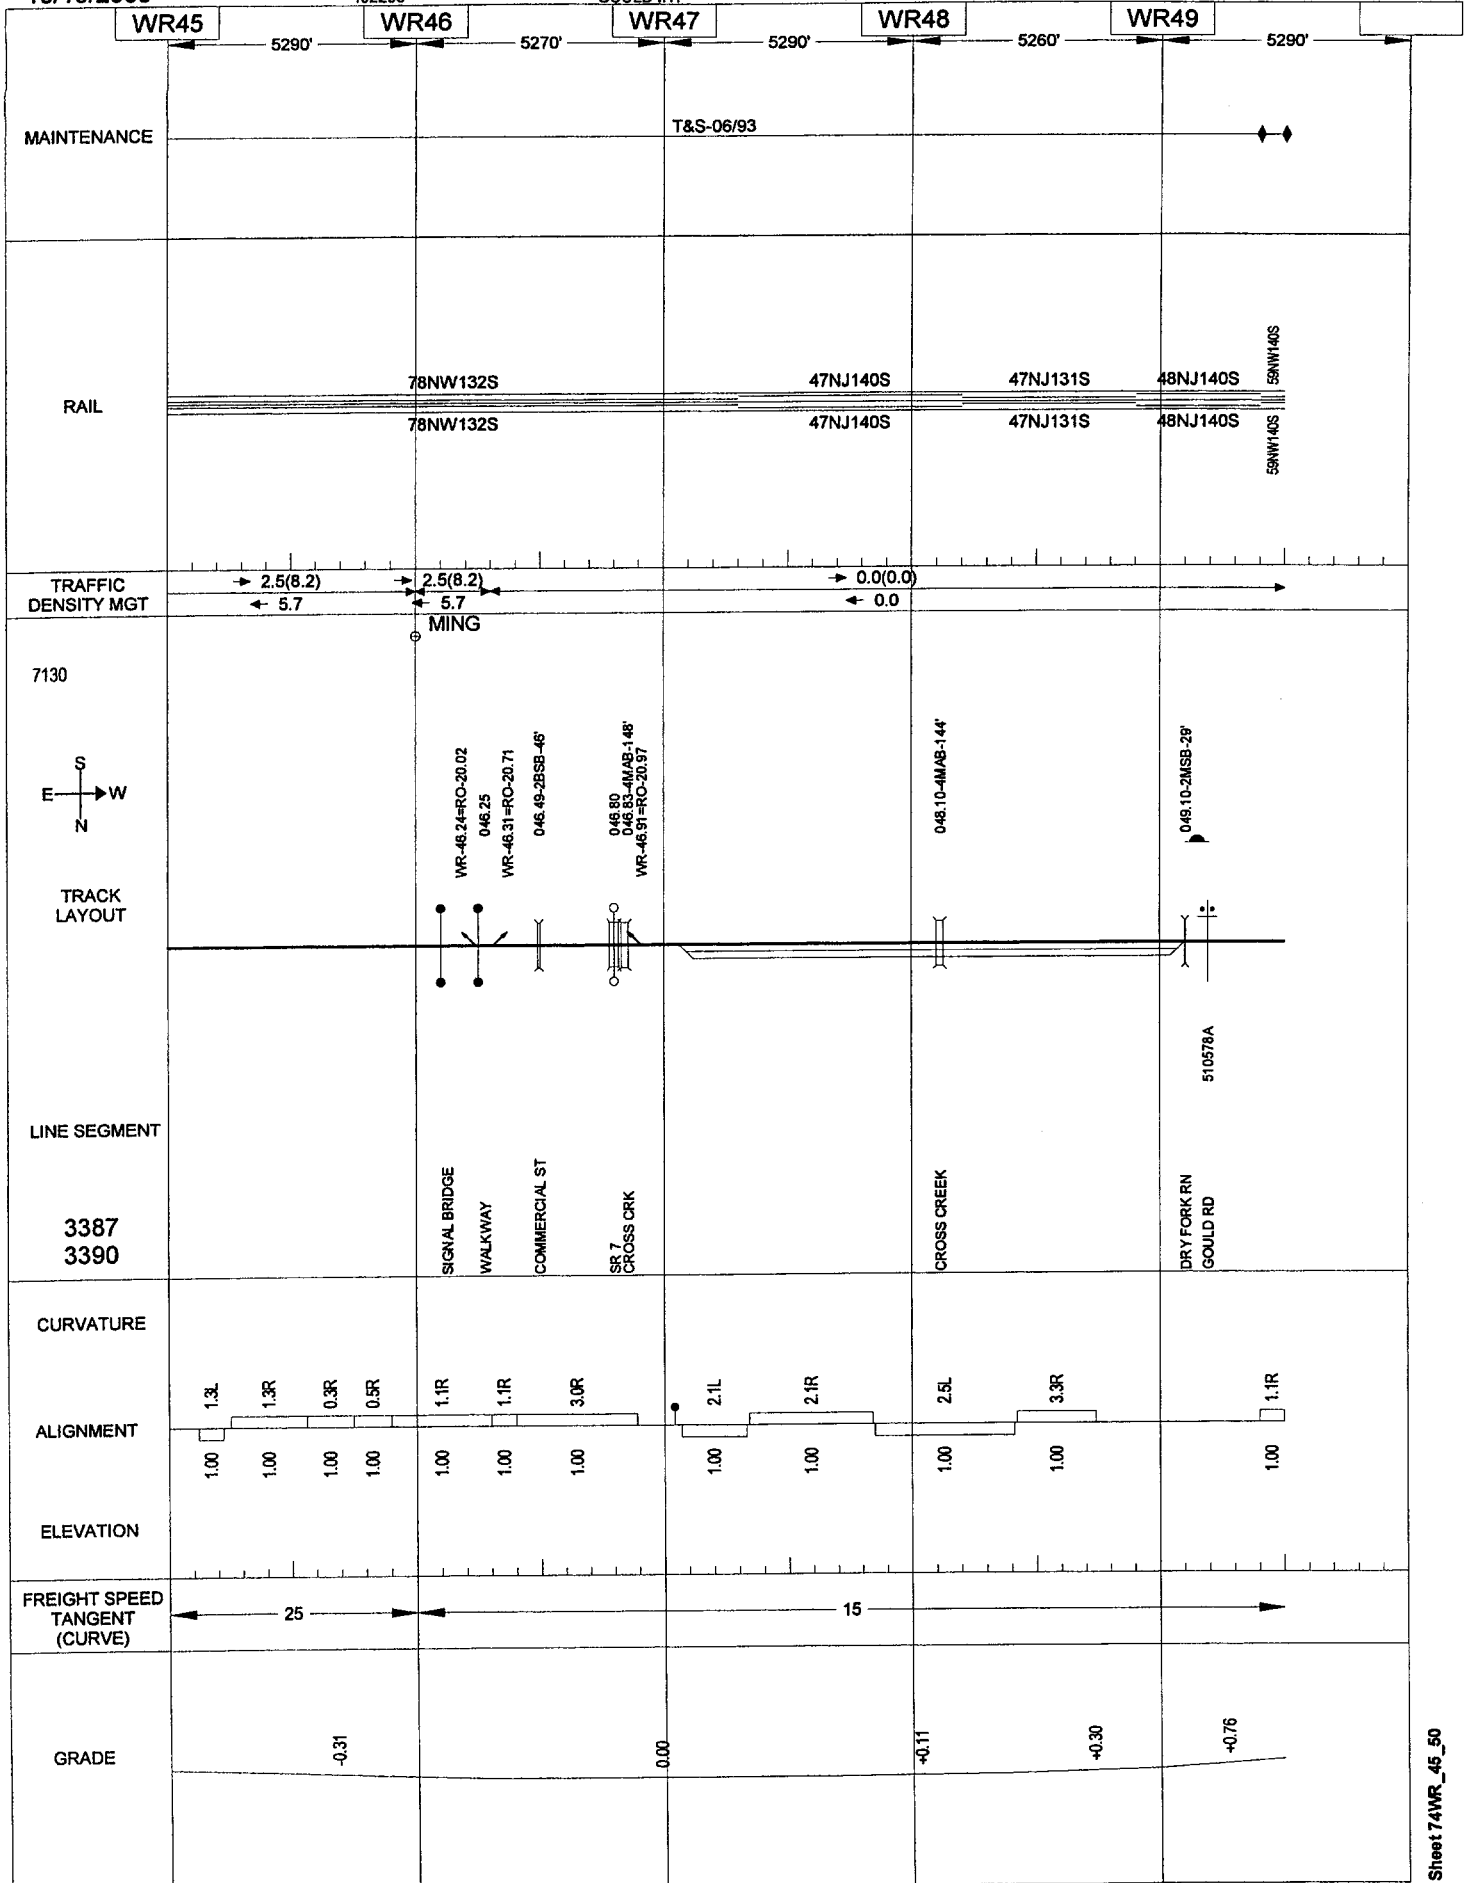 WR45 WR46 WR47 WR48 WR49
5290' 5270' 5290' 5260' 5290'
MAINTENANCE
T&S-06/93
RAIL
78NW132S 47NJ140S 47NJ131S 48NJ140S 59NW140S
78NW132S 47NJ140S 47NJ131S 48NJ140S 59NW140S
TRAFFIC
DENSITY MGT
2.5(8.2) 2.5(8.2) 0.0(0.0)
5.7 5.7 0.0
MING
7130
S
E W
N
WR-46.24=RO-20.02
046.25
WR-46.31=RO-20.71
046.49-2BSB-46'
046.80
046.83-4MAB-148'
WR-46.91=RO-20.97
048.10-4MAB-144'
049.10-2MSB-29'
TRACK
LAYOUT
510578A
LINE SEGMENT
3387
3390
SIGNAL BRIDGE
WALKWAY
COMMERCIAL ST
SR 7
CROSS CRK
CROSS CREEK
DRY FORK RN
GOULD RD
CURVATURE
1.3L 1.3R 0.3R 0.5R 1.1R 1.1R 3.0R 2.1L 2.1R 2.5L 3.3R 1.1R
ALIGNMENT
1.00 1.00 1.00 1.00 1.00 1.00 1.00 1.00 1.00 1.00 1.00 1.00
ELEVATION
FREIGHT SPEED
TANGENT
(CURVE)
25 15
GRADE
-0.31 0.00 +0.11 +0.30 +0.76
Sheet 74WR_45_50